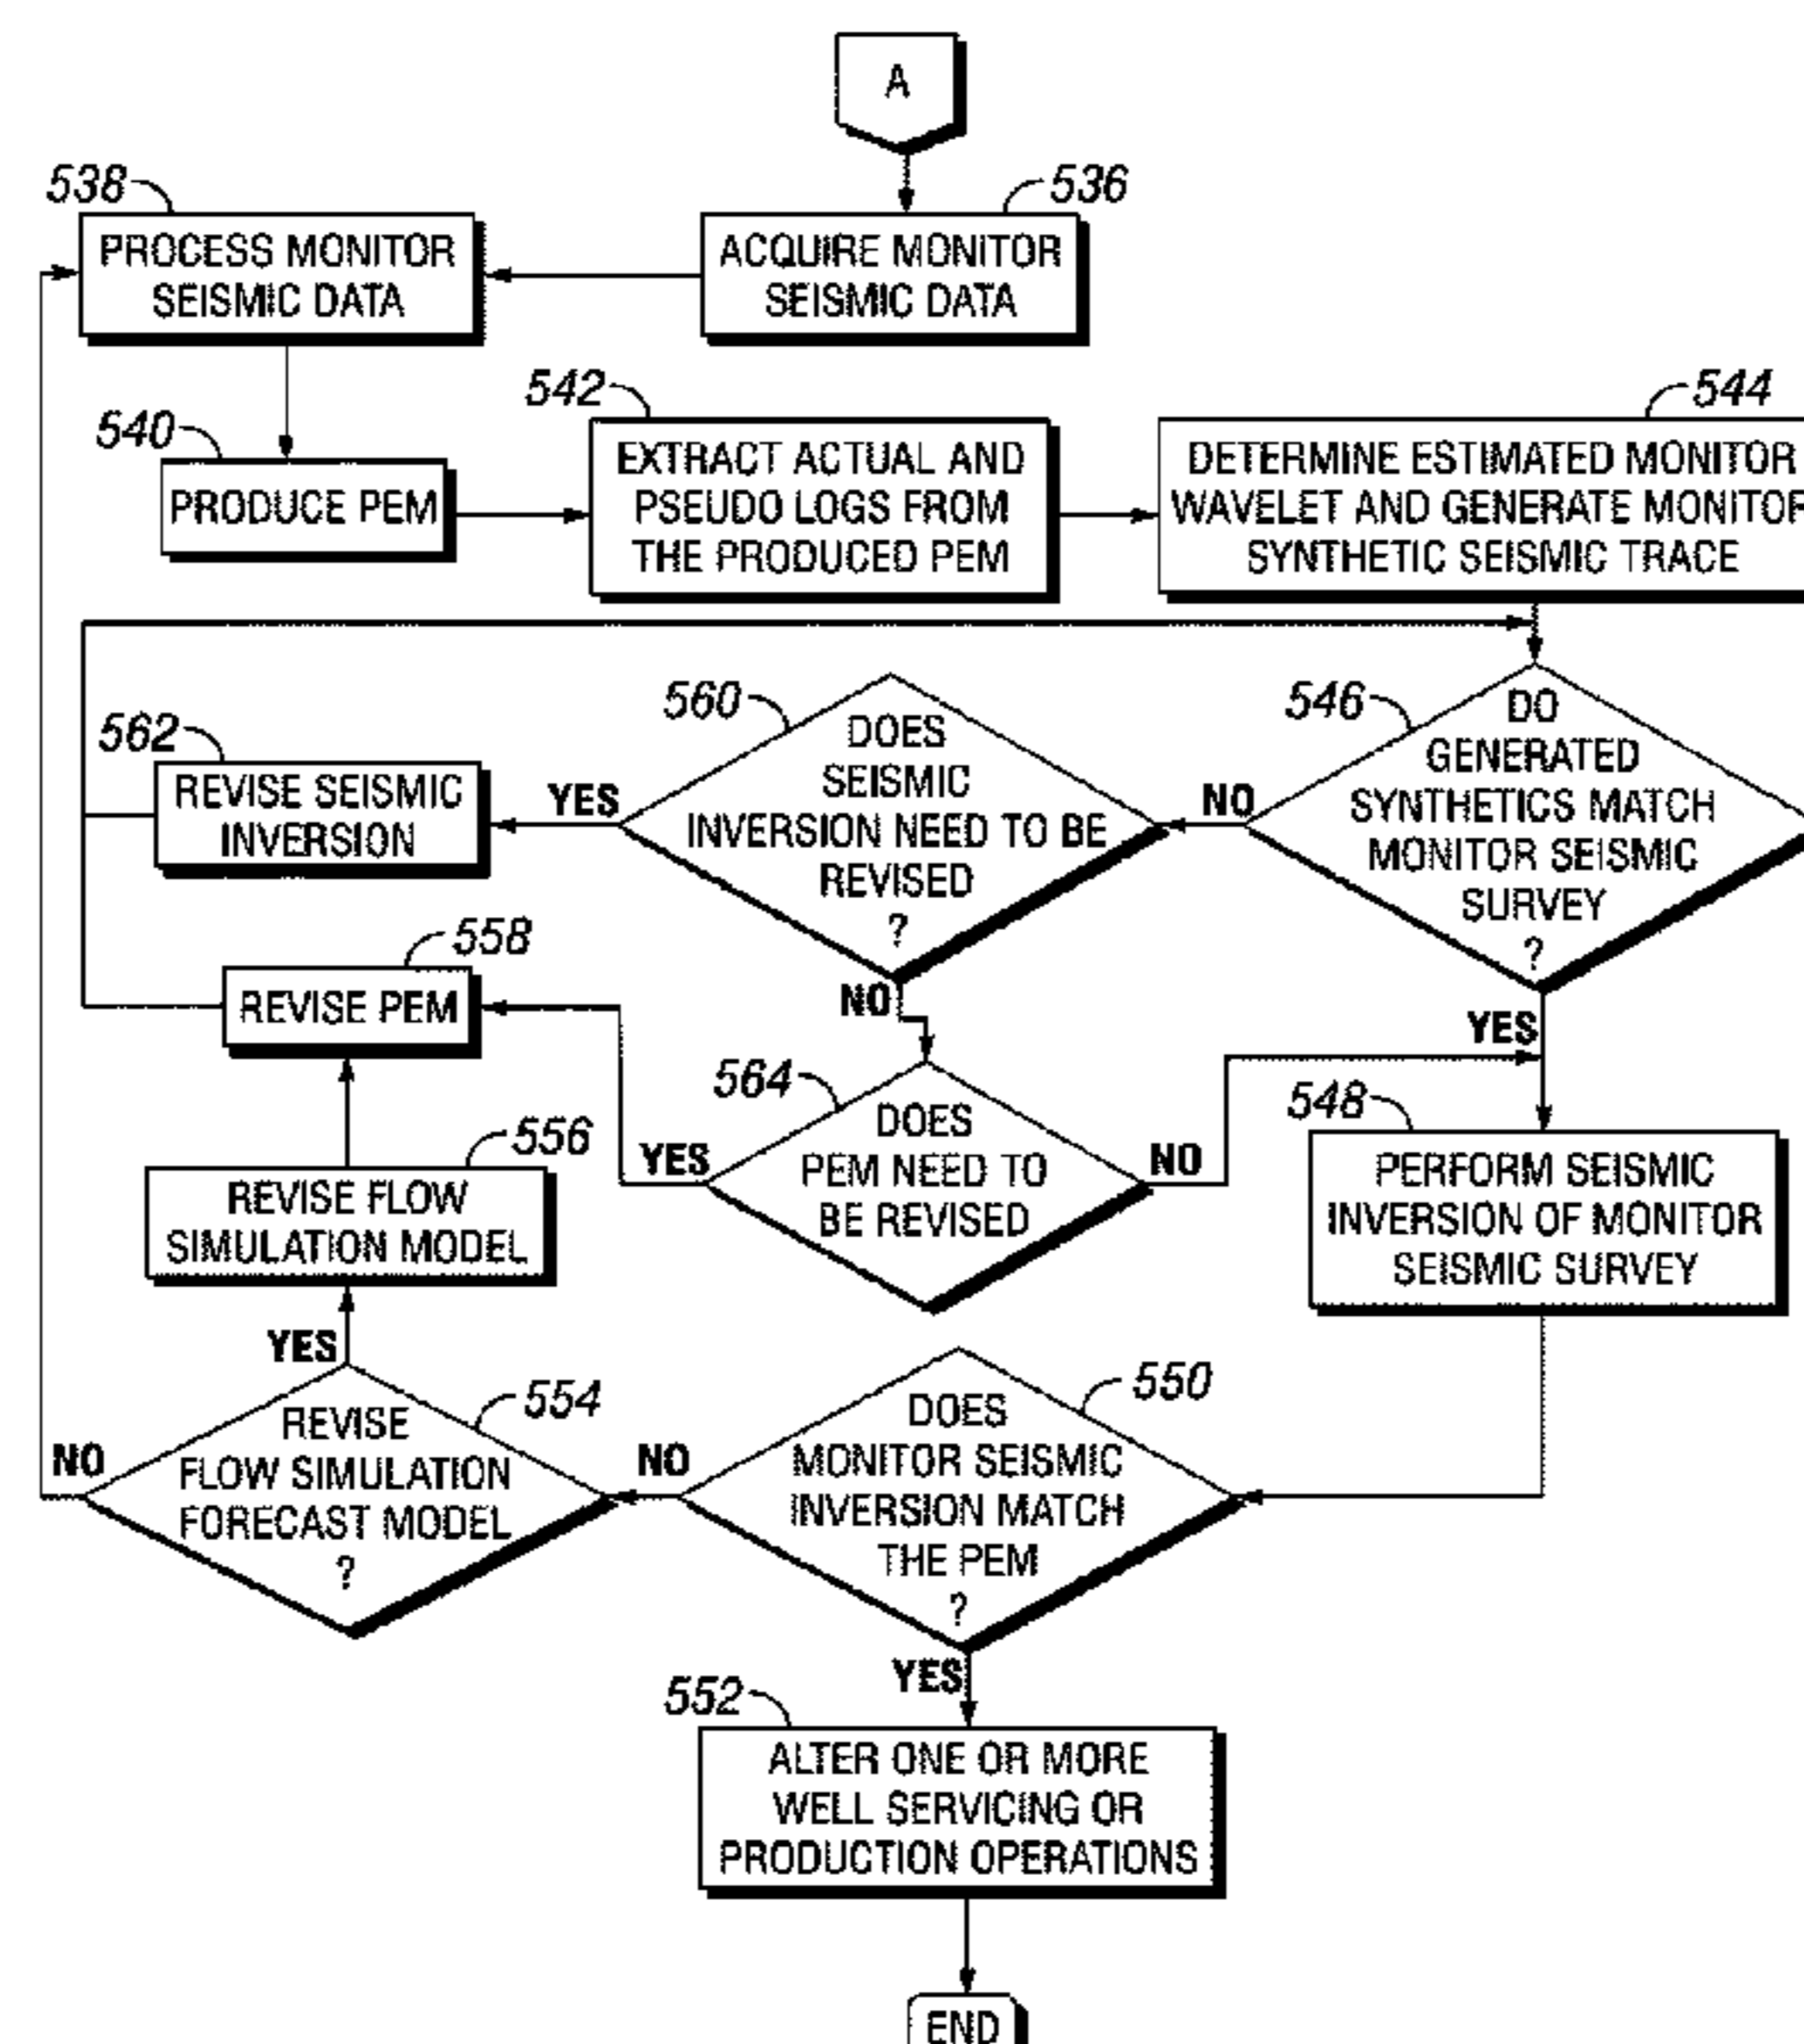 A
538
536
PROCESS MONITOR
SEISMIC DATA
ACQUIRE MONITOR
SEISMIC DATA
540
542
544
PRODUCE PEM
EXTRACT ACTUAL AND
PSEUDO LOGS FROM
THE PRODUCED PEM
DETERMINE ESTIMATED MONITOR
WAVELET AND GENERATE MONITOR
SYNTHETIC SEISMIC TRACE
562
REVISE SEISMIC
INVERSION
YES
560
DOES
SEISMIC
INVERSION NEED TO BE
REVISED
?
NO
NO
546
DO
GENERATED
SYNTHETICS MATCH
MONITOR SEISMIC
SURVEY
?
YES
558
REVISE PEM
564
DOES
PEM NEED TO
BE REVISED
YES
NO
548
PERFORM SEISMIC
INVERSION OF MONITOR
SEISMIC SURVEY
556
REVISE FLOW
SIMULATION MODEL
YES
554
REVISE
FLOW SIMULATION
FORECAST MODEL
?
NO
NO
550
DOES
MONITOR SEISMIC
INVERSION MATCH
THE PEM
?
YES
552
ALTER ONE OR MORE
WELL SERVICING OR
PRODUCTION OPERATIONS
END